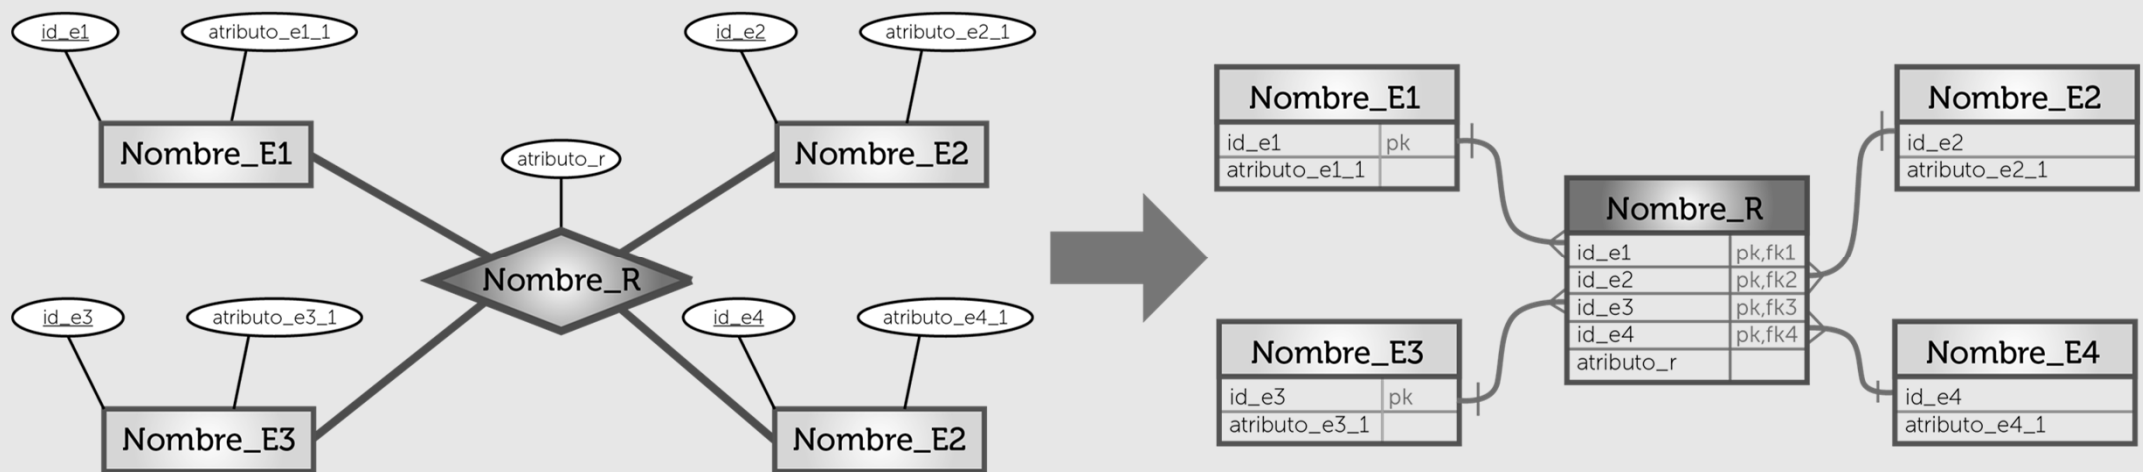 id_e1
atributo_e1_1
Nombre_E1
id_e2
atributo_e2_1
Nombre_E2
atributo_r
Nombre_R
id_e3
atributo_e3_1
Nombre_E3
id_e4
atributo_e4_1
Nombre_E2
Nombre_E1
id_e1 pk
atributo_e1_1
Nombre_E2
id_e2
atributo_e2_1
Nombre_R
id_e1 pk,fk1
id_e2 pk,fk2
id_e3 pk,fk3
id_e4 pk,fk4
atributo_r
Nombre_E3
id_e3 pk
atributo_e3_1
Nombre_E4
id_e4
atributo_e4_1